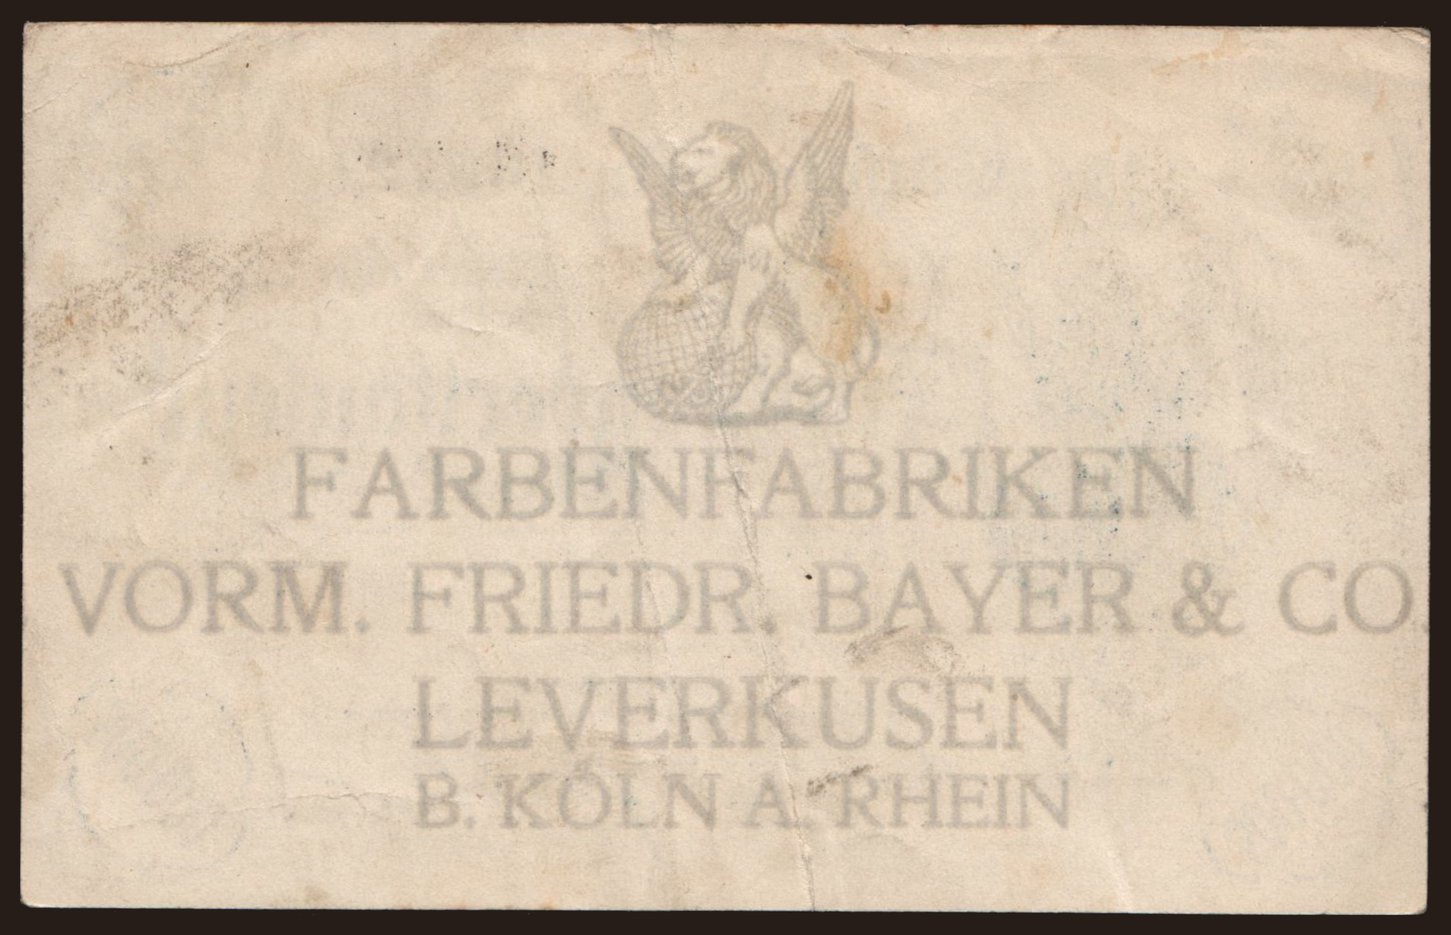 FARBENFABRIKEN
VORM. FRIEDR. BAYER & CO.
LEVERKUSEN
B. KÖLN A. RHEIN